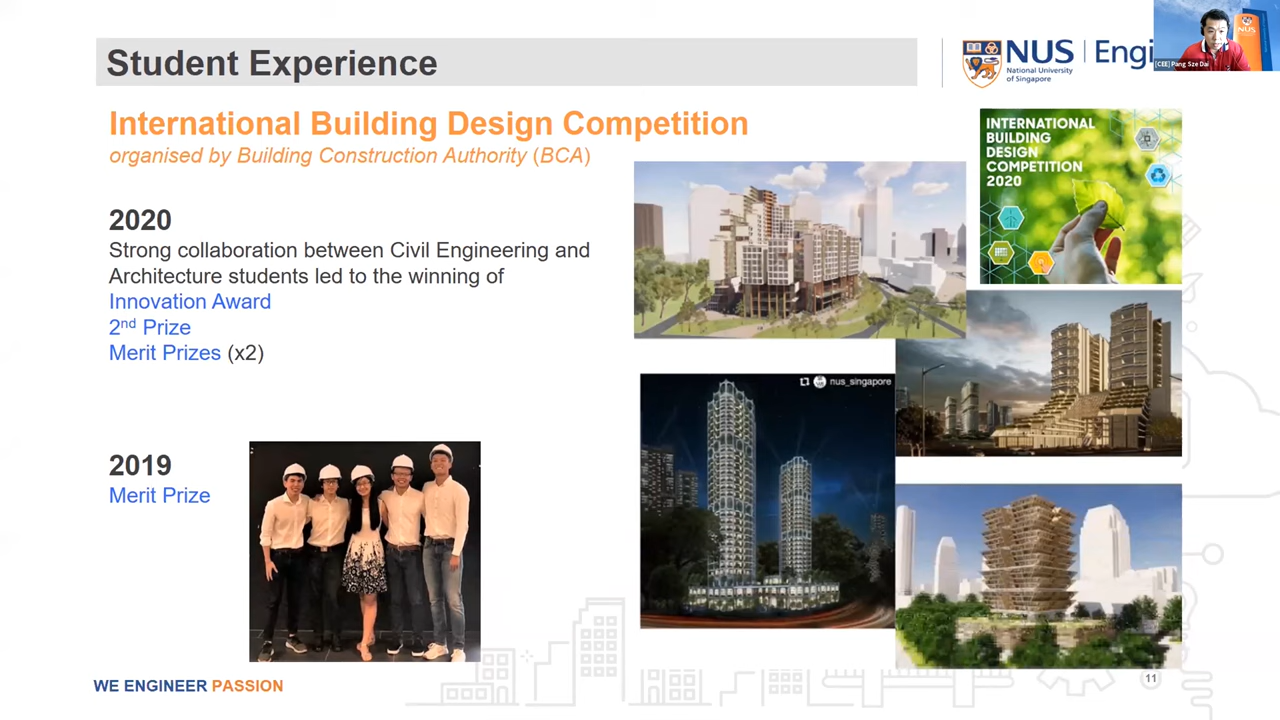 Student Experience
NUS
National University
of Singapore
NUS
[CEE] Pang Sze Dai
International Building Design Competition
organised by Building Construction Authority (BCA)
INTERNATIONAL
BUILDING
DESIGN
COMPETITION
2020
2020
Strong collaboration between Civil Engineering and
Architecture students led to the winning of
Innovation Award
2nd Prize
Merit Prizes (x2)
nus_singapore
2019
Merit Prize
WE ENGINEER PASSION
11